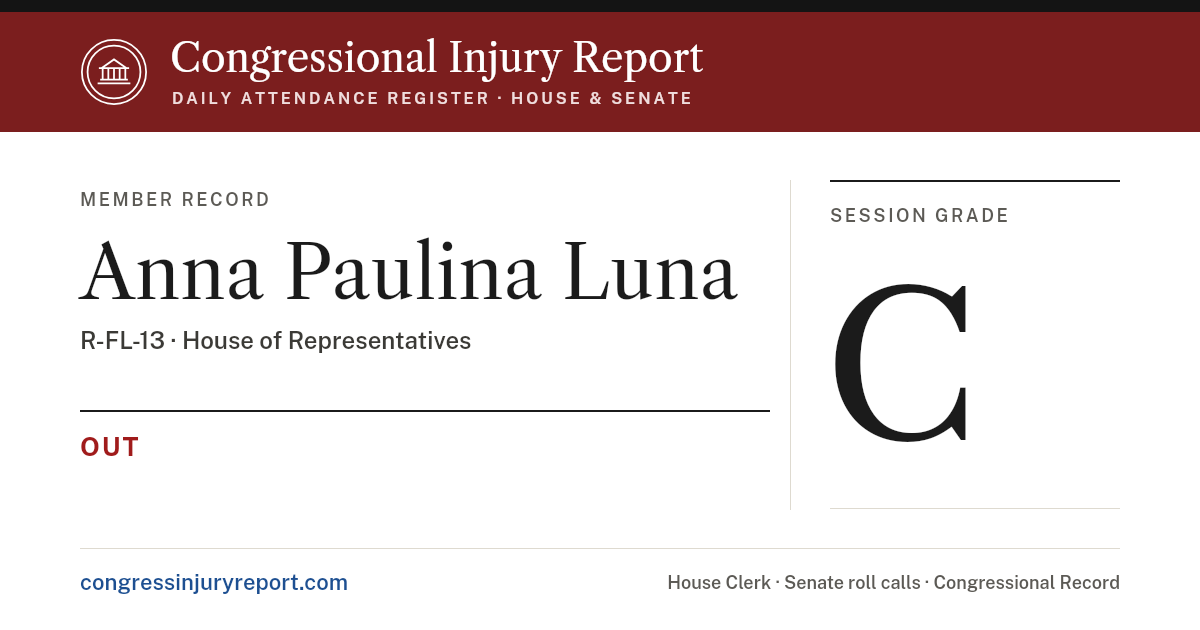 Congressional Injury Report
DAILY ATTENDANCE REGISTER · HOUSE & SENATE
MEMBER RECORD
Anna Paulina Luna
R-FL-13 · House of Representatives
OUT
SESSION GRADE
C
congressinjuryreport.com
House Clerk · Senate roll calls · Congressional Record